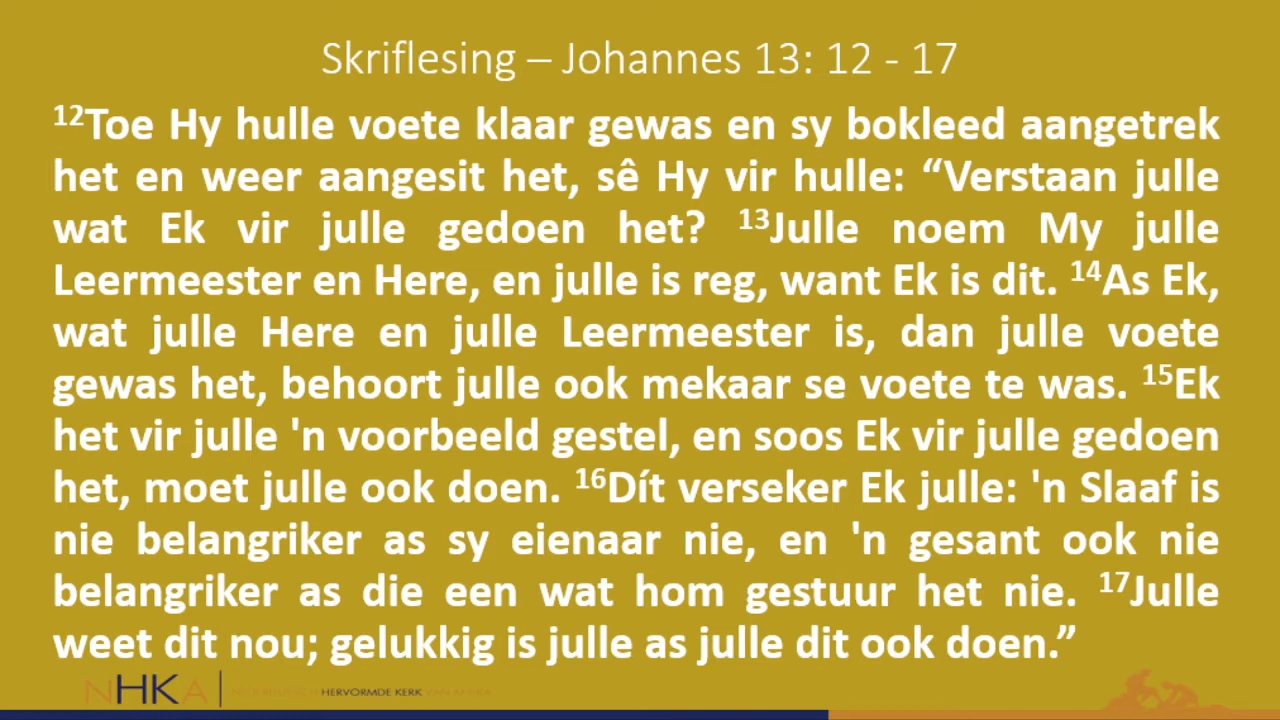 Skriflesing – Johannes 13: 12 - 17
¹²Toe Hy hulle voete klaar gewas en sy bokleed aangetrek
het en weer aangesit het, sê Hy vir hulle: “Verstaan julle
wat Ek vir julle gedoen het? ¹³Julle noem My julle
Leermeester en Here, en julle is reg, want Ek is dit. ¹⁴As Ek,
wat julle Here en julle Leermeester is, dan julle voete
gewas het, behoort julle ook mekaar se voete te was. ¹⁵Ek
het vir julle 'n voorbeeld gestel, en soos Ek vir julle gedoen
het, moet julle ook doen. ¹⁶Dít verseker Ek julle: 'n Slaaf is
nie belangriker as sy eienaar nie, en 'n gesant ook nie
belangriker as die een wat hom gestuur het nie. ¹⁷Julle
weet dit nou; gelukkig is julle as julle dit ook doen.”
NHKA | NEDERDUITSCH HERVORMDE KERK VAN AFRIKA